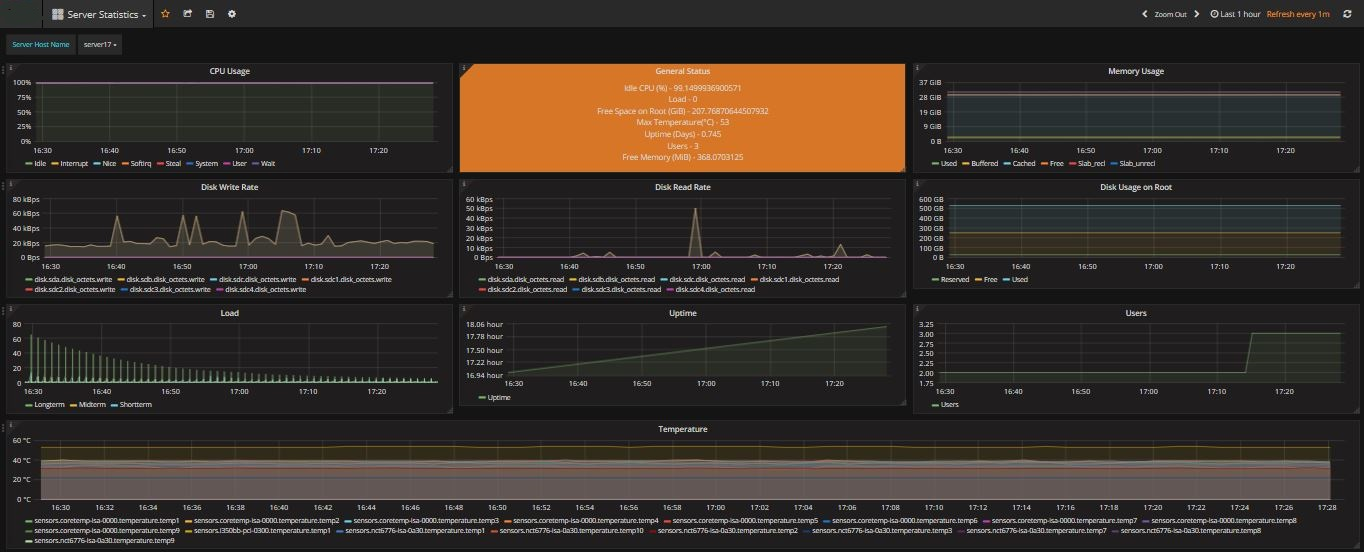 Server Statistics
Zoom Out
Last 1 hour Refresh every 1m
Server Host Name server17
CPU Usage
100%
75%
50%
25%
0%
16:30 16:40 16:50 17:00 17:10 17:20
Idle Interrupt Nice Softirq Steal System User Wait
General Status
Idle CPU (%) - 99.1499936900571
Load - 0
Free Space on Root (GiB) - 207.76870644507932
Max Temperature(°C) - 53
Uptime (Days) - 0.745
Users - 3
Free Memory (MiB) - 368.0703125
Memory Usage
37 GiB
28 GiB
19 GiB
9 GiB
0 B
16:30 16:40 16:50 17:00 17:10 17:20
Used Buffered Cached Free Slab_recl Slab_unrecl
Disk Write Rate
80 kBps
60 kBps
40 kBps
20 kBps
0 Bps
16:30 16:40 16:50 17:00 17:10 17:20
disk.sda.disk_octets.write disk.sdb.disk_octets.write disk.sdc.disk_octets.write disk.sdc1.disk_octets.write
disk.sdc2.disk_octets.write disk.sdc3.disk_octets.write disk.sdc4.disk_octets.write
Disk Read Rate
60 kBps
50 kBps
40 kBps
30 kBps
20 kBps
10 kBps
0 Bps
16:30 16:40 16:50 17:00 17:10 17:20
disk.sda.disk_octets.read disk.sdb.disk_octets.read disk.sdc.disk_octets.read disk.sdc1.disk_octets.read
disk.sdc2.disk_octets.read disk.sdc3.disk_octets.read disk.sdc4.disk_octets.read
Disk Usage on Root
600 GB
500 GB
400 GB
300 GB
200 GB
100 GB
0 GB
16:30 16:40 16:50 17:00 17:10 17:20
Reserved Free Used
Load
80
60
40
20
0
16:30 16:40 16:50 17:00 17:10 17:20
Longterm Midterm Shortterm
Uptime
18.06 hour
17.78 hour
17.50 hour
17.22 hour
16.94 hour
16:30 16:40 16:50 17:00 17:10 17:20
Uptime
Users
3.25
3.00
2.75
2.50
2.25
2.00
1.75
16:30 16:40 16:50 17:00 17:10 17:20
Users
Temperature
60 °C
40 °C
20 °C
0 °C
16:30 16:32 16:34 16:36 16:38 16:40 16:42 16:44 16:46 16:48 16:50 16:52 16:54 16:56 16:58 17:00 17:02 17:04 17:06 17:08 17:10 17:12 17:14 17:16 17:18 17:20 17:22 17:24 17:26 17:28
sensors.coretemp-isa-0000.temperature.temp1 sensors.coretemp-isa-0000.temperature.temp2 sensors.coretemp-isa-0000.temperature.temp3 sensors.coretemp-isa-0000.temperature.temp4 sensors.coretemp-isa-0000.temperature.temp5 sensors.coretemp-isa-0000.temperature.temp6 sensors.coretemp-isa-0000.temperature.temp7 sensors.coretemp-isa-0000.temperature.temp8
sensors.coretemp-isa-0000.temperature.temp9 sensors.i350bb-pci-0300.temperature.temp1 sensors.nct6776-isa-0a30.temperature.temp1 sensors.nct6776-isa-0a30.temperature.temp10 sensors.nct6776-isa-0a30.temperature.temp2 sensors.nct6776-isa-0a30.temperature.temp3 sensors.nct6776-isa-0a30.temperature.temp7 sensors.nct6776-isa-0a30.temperature.temp8
sensors.nct6776-isa-0a30.temperature.temp9